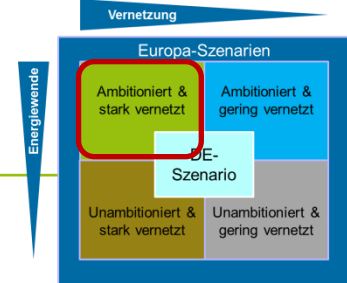 Vernetzung
Europa-Szenarien
Energiewende
Ambitioniert &
stark vernetzt
Ambitioniert &
gering vernetzt
DE-
Szenario
Unambitioniert &
stark vernetzt
Unambitioniert &
gering vernetzt